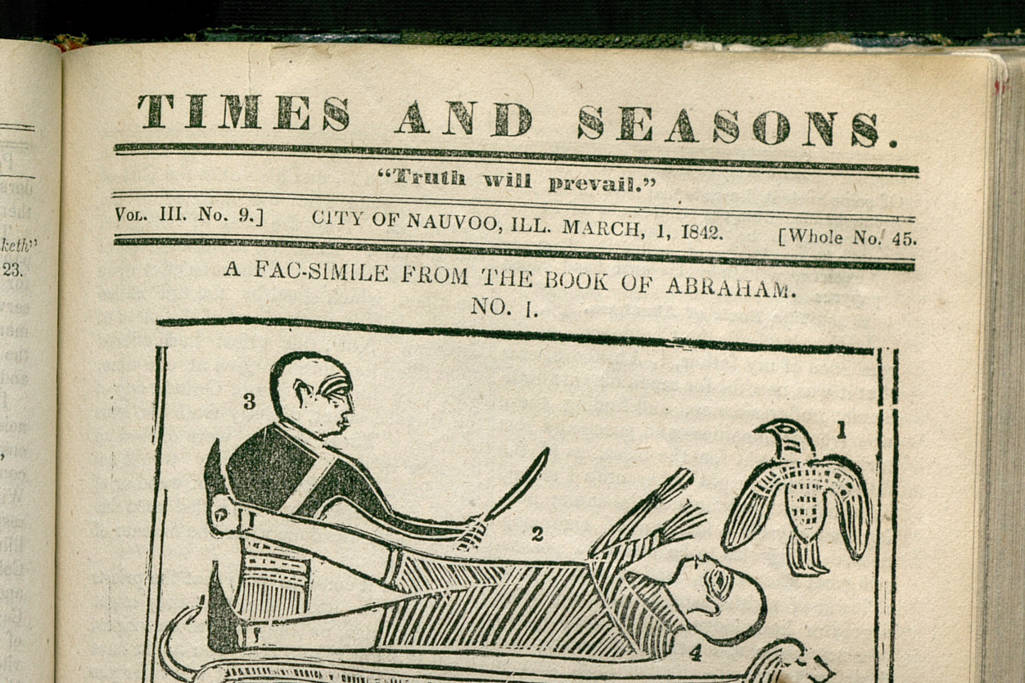 TIMES AND SEASONS.
"Truth will prevail."
VOL. III. No. 9.] CITY OF NAUVOO, ILL. MARCH, 1, 1842. [Whole No. 45.
A FAC-SIMILE FROM THE BOOK OF ABRAHAM.
NO. I.
3
1
2
4
keth"
23.